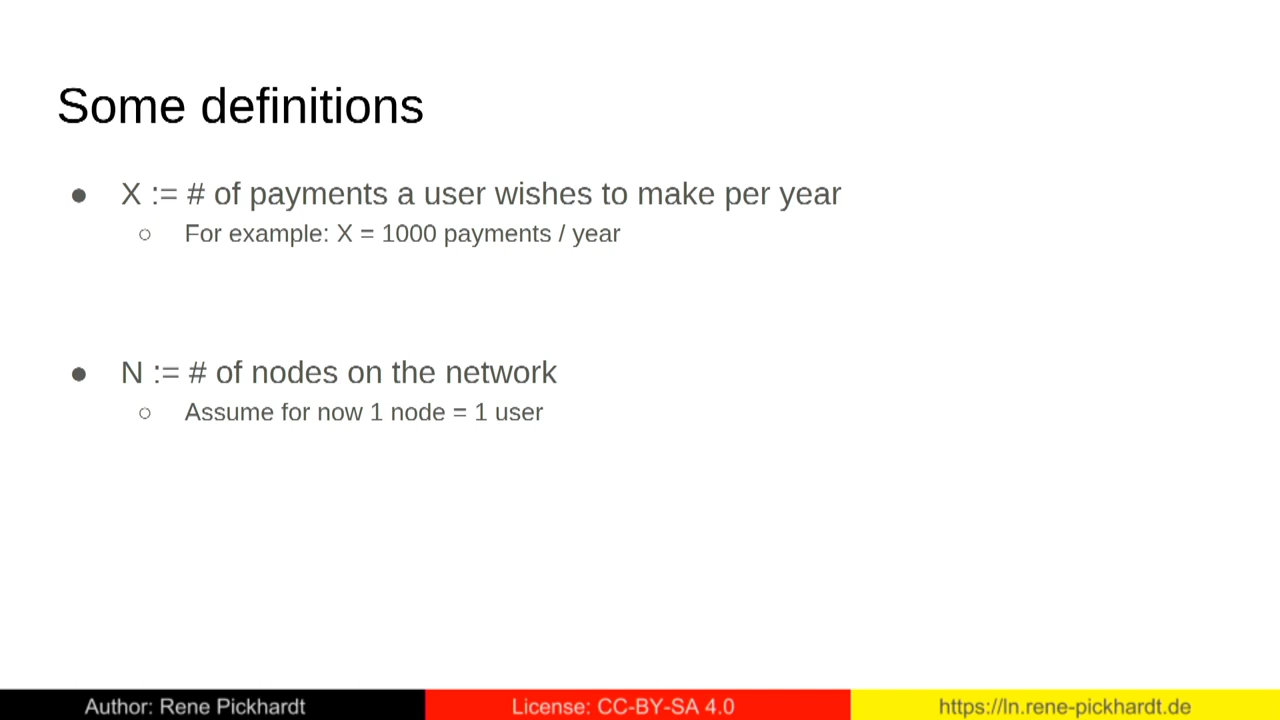 Some definitions
● X := # of payments a user wishes to make per year
○ For example: X = 1000 payments / year
● N := # of nodes on the network
○ Assume for now 1 node = 1 user
Author: Rene Pickhardt
License: CC-BY-SA 4.0
https://ln.rene-pickhardt.de